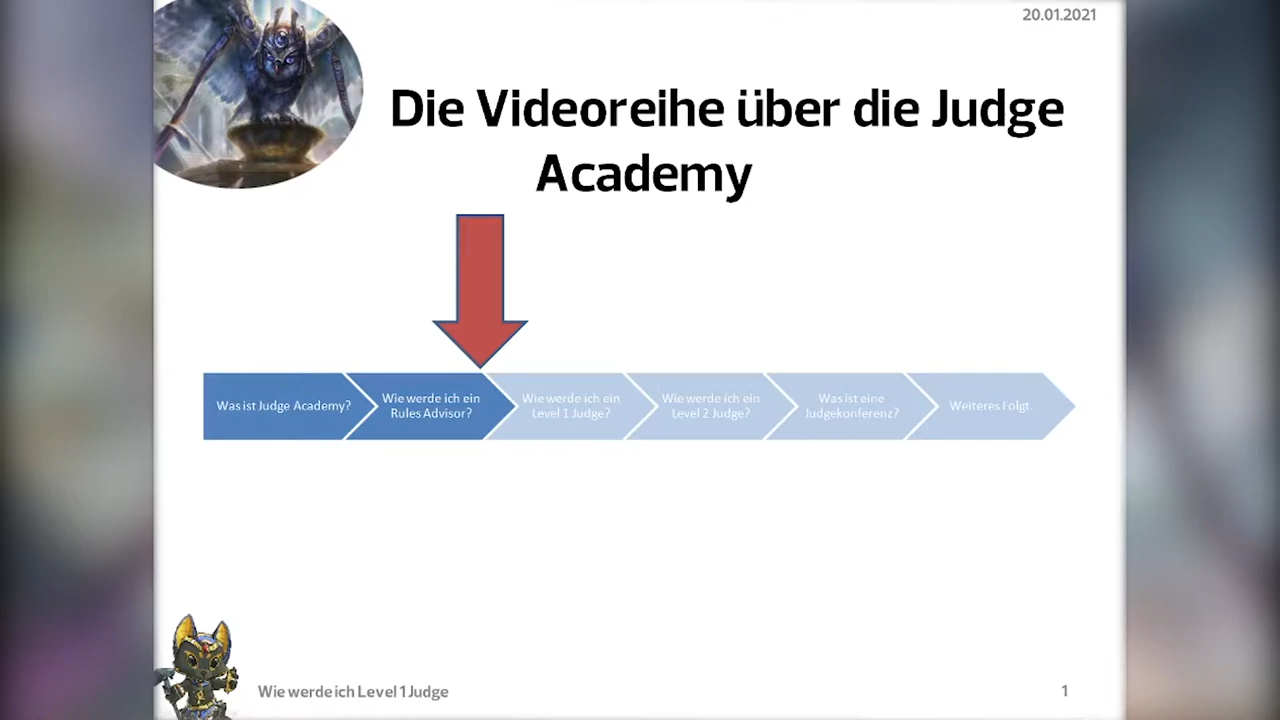 20.01.2021
Die Videoreihe über die Judge
Academy
Was ist Judge Academy?
Wie werde ich ein
Rules Advisor?
Wie werde ich ein
Level 1 Judge?
Wie werde ich ein
Level 2 Judge?
Was ist eine
Judgekonferenz?
Weiteres Folgt.
Wie werde ich Level 1 Judge
1